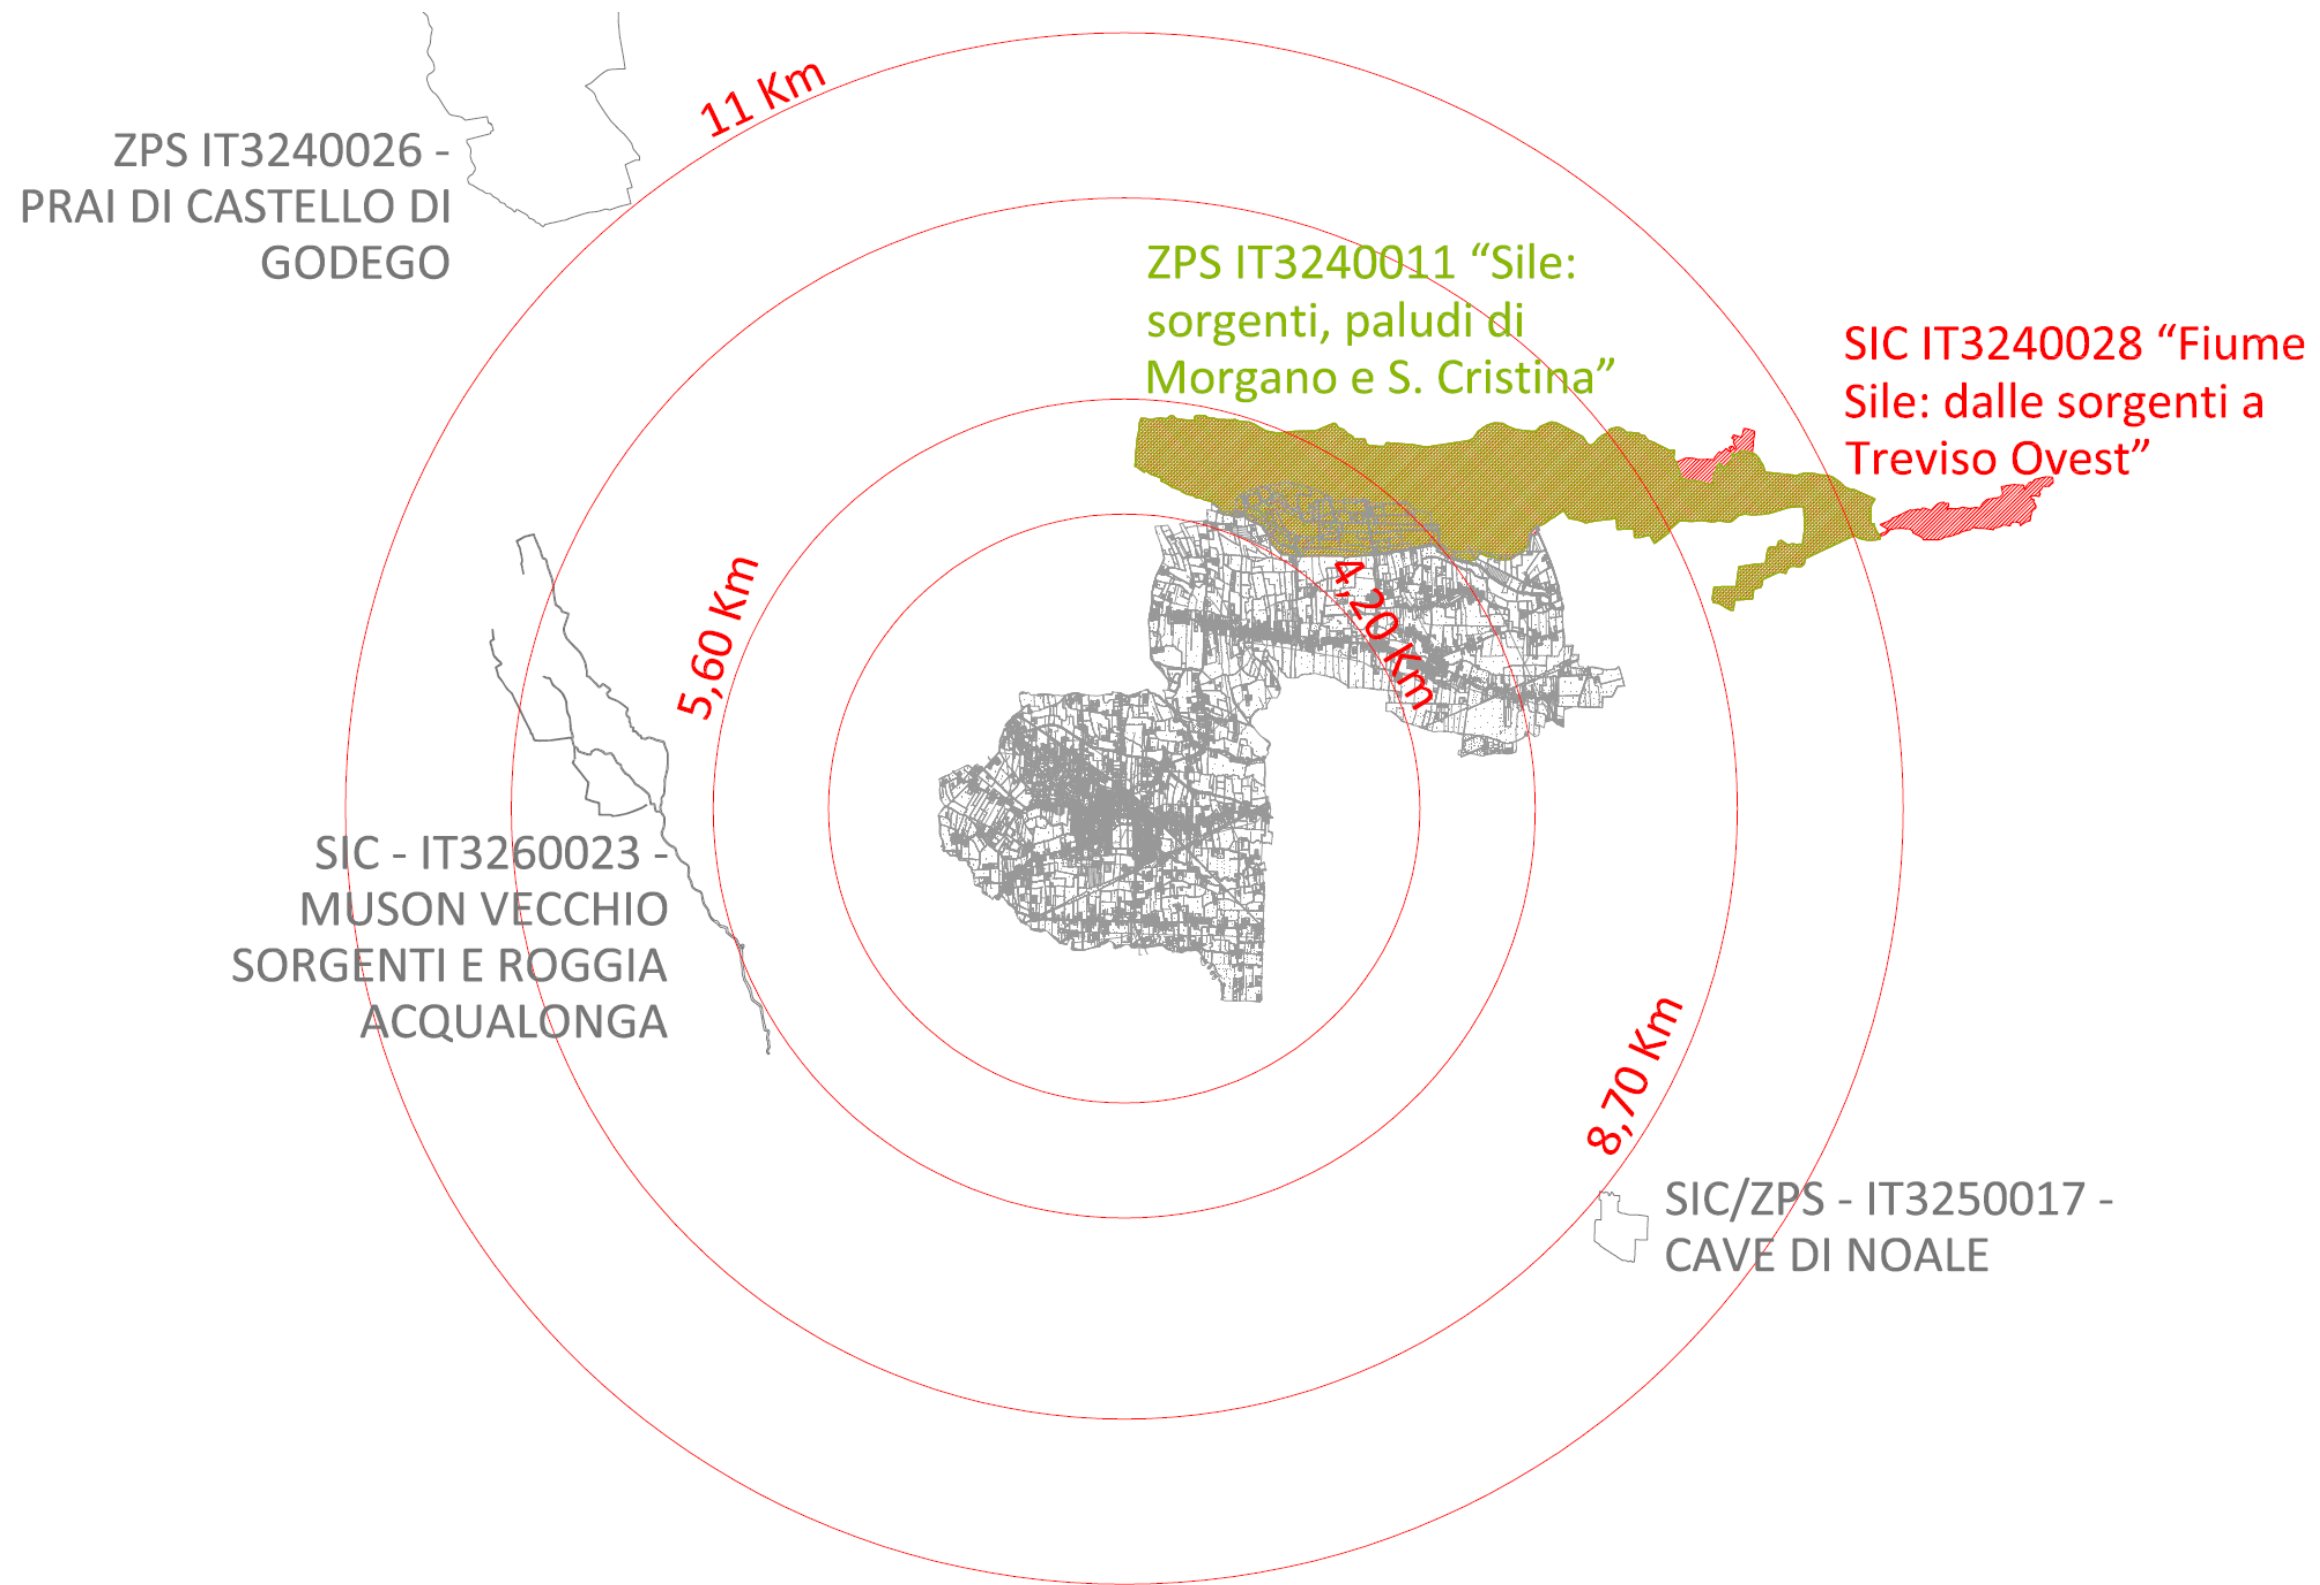 11 Km
ZPS IT3240026 -
PRAI DI CASTELLO DI
GODEGO
ZPS IT3240011 “Sile:
sorgenti, paludi di
Morgano e S. Cristina”
SIC IT3240028 “Fiume
Sile: dalle sorgenti a
Treviso Ovest”
5,60 Km
4,20 Km
SIC - IT3260023 -
MUSON VECCHIO
SORGENTI E ROGGIA
ACQUALONGA
8,70 Km
SIC/ZPS - IT3250017 -
CAVE DI NOALE